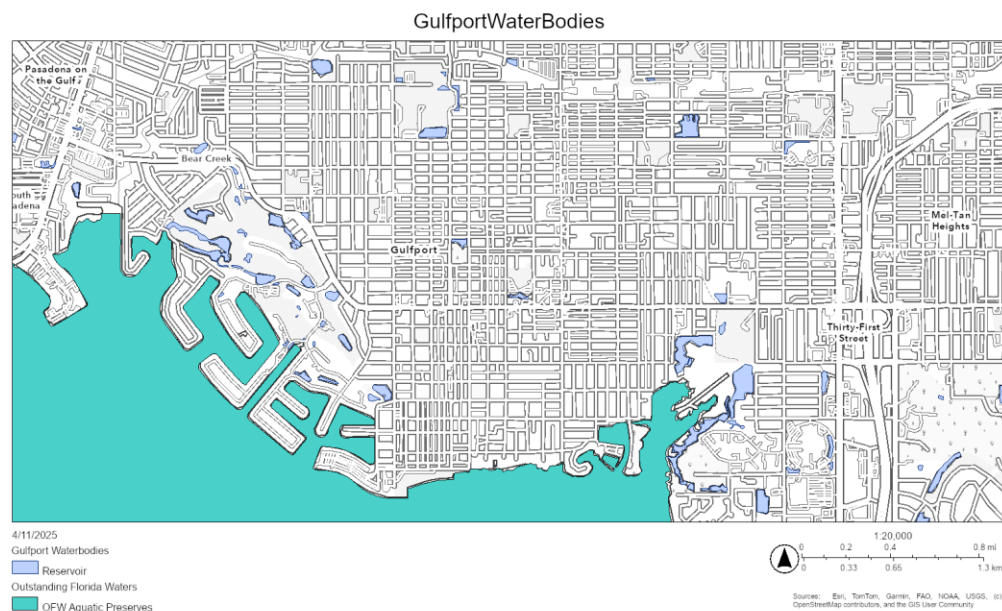 GulfportWaterBodies
Pasadena on
the Gulf
Bear Creek
outh
adena
Gulfport
Mel-Tan
Heights
Thirty-First
Street
4/11/2025
Gulfport Waterbodies
Reservoir
Outstanding Florida Waters
OFW Aquatic Preserves
1:20,000
0 0.2 0.4 0.8 mi
0 0.33 0.65 1.3 km
Sources: Esri, TomTom, Garmin, FAO, NOAA, USGS, (c)
OpenStreetMap contributors, and the GIS User Community